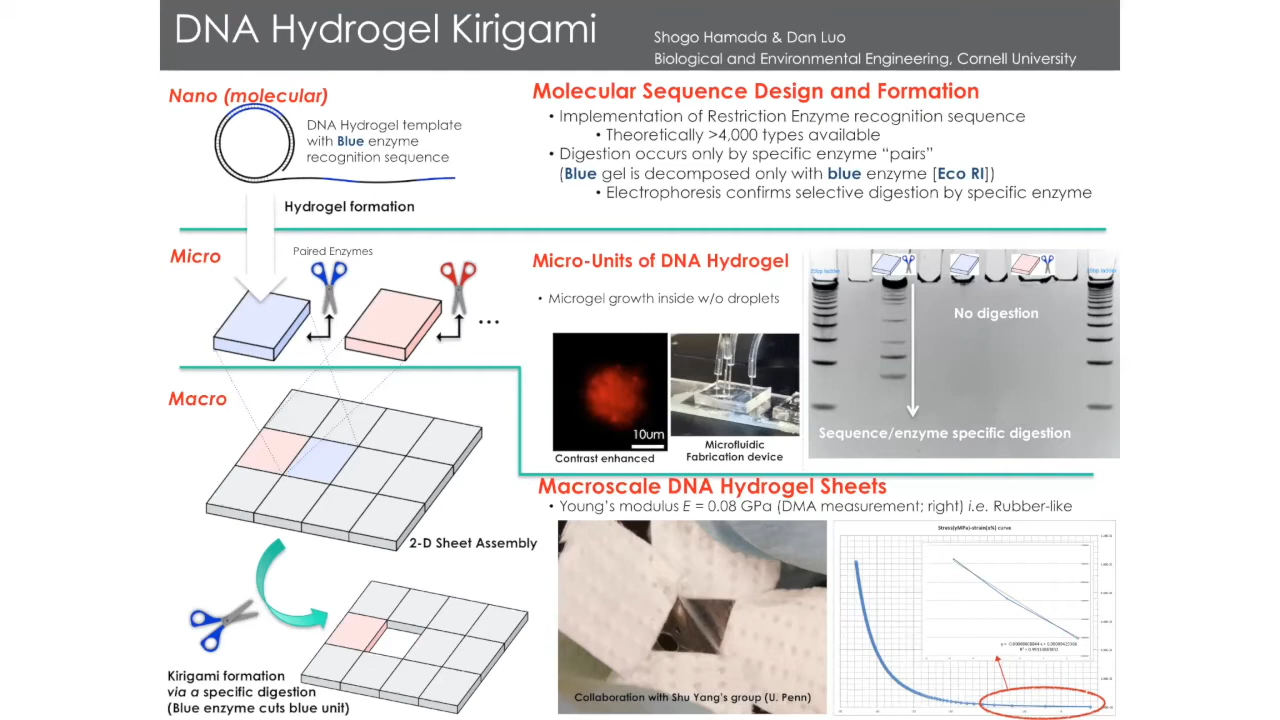 DNA Hydrogel Kirigami
Shogo Hamada & Dan Luo
Biological and Environmental Engineering, Cornell University
Nano (molecular)
DNA Hydrogel template
with Blue enzyme
recognition sequence
Hydrogel formation
Molecular Sequence Design and Formation
• Implementation of Restriction Enzyme recognition sequence
• Theoretically >4,000 types available
• Digestion occurs only by specific enzyme “pairs”
(Blue gel is decomposed only with blue enzyme [Eco RI])
• Electrophoresis confirms selective digestion by specific enzyme
Micro
Paired Enzymes
...
Micro-Units of DNA Hydrogel
• Microgel growth inside w/o droplets
10um
Contrast enhanced
Microfluidic
Fabrication device
No digestion
Sequence/enzyme specific digestion
Macro
2-D Sheet Assembly
Kirigami formation
via a specific digestion
(Blue enzyme cuts blue unit)
Macroscale DNA Hydrogel Sheets
• Young’s modulus E = 0.08 GPa (DMA measurement; right) i.e. Rubber-like
Collaboration with Shu Yang’s group (U. Penn)
Stress(yMPa)-strain(x%) curve